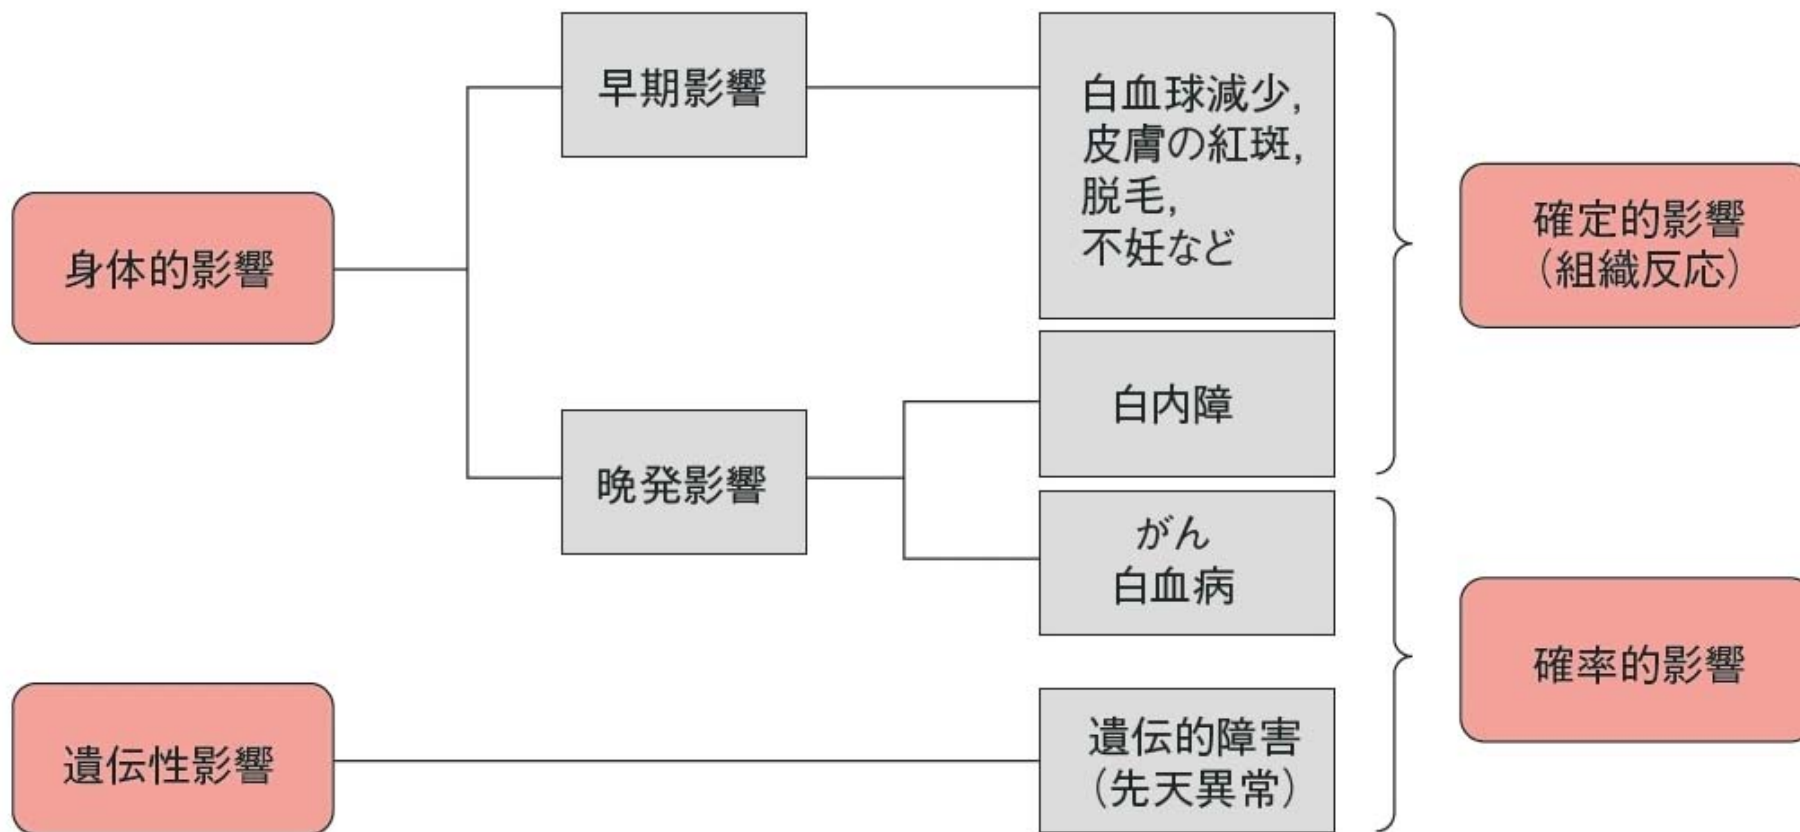 身体的影響
早期影響
白血球減少,
皮膚の紅斑,
脱毛,
不妊など
晩発影響
白内障
がん
白血病
確定的影響
（組織反応）
遺伝性影響
遺伝的障害
（先天異常）
確率的影響